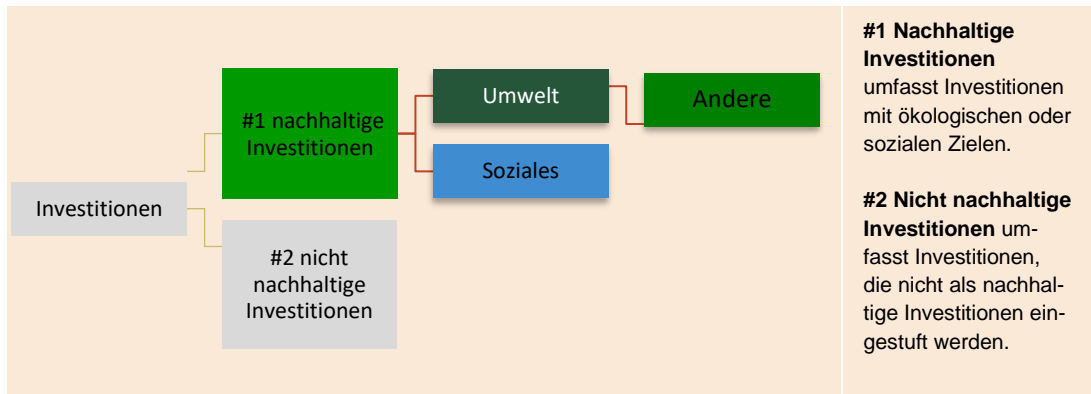 Investitionen
#1 nachhaltige
Investitionen
#2 nicht
nachhaltige
Investitionen
Umwelt
Soziales
Andere
#1 Nachhaltige
Investitionen
umfasst Investitionen
mit ökologischen oder
sozialen Zielen.
#2 Nicht nachhaltige
Investitionen um-
fasst Investitionen,
die nicht als nachhal-
tige Investitionen ein-
gestuft werden.